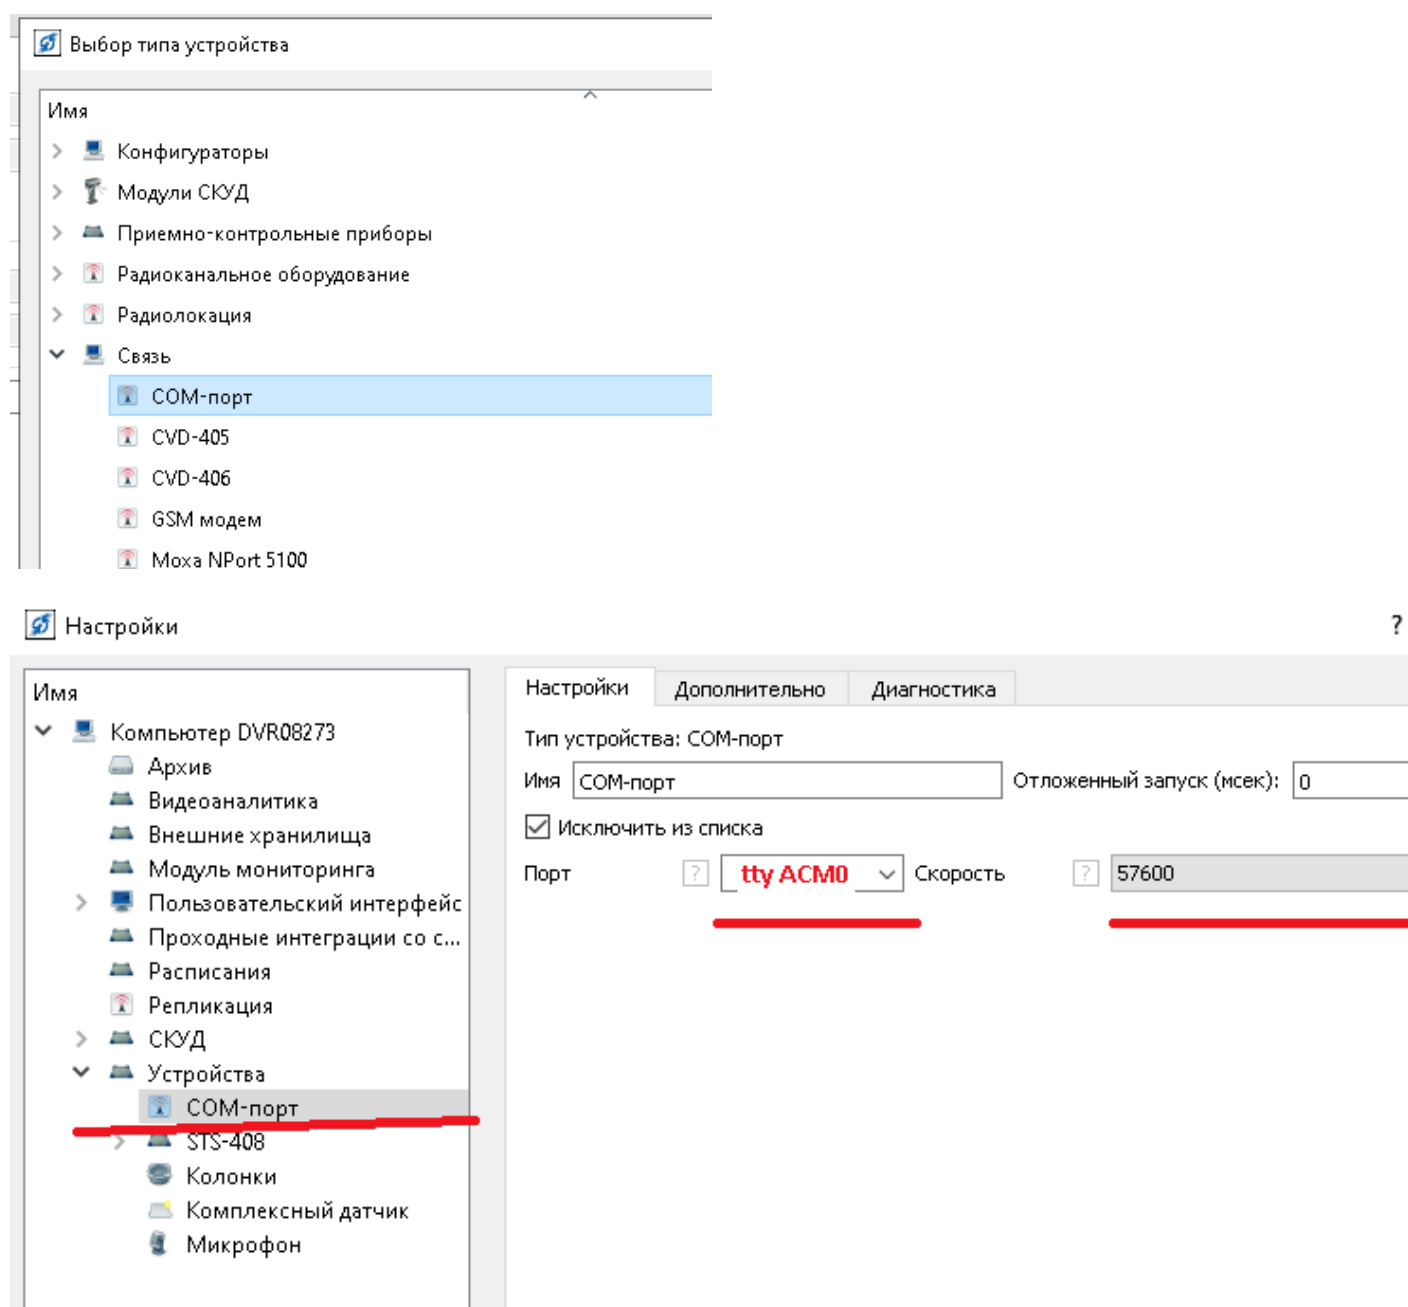 Выбор типа устройства
Имя
Конфигураторы
Модули СКУД
Приемно-контрольные приборы
Радиоканальное оборудование
Радиолокация
Связь
COM-порт
CVD-405
CVD-406
GSM модем
Moxa NPort 5100
Настройки ?
Имя
Компьютер DVR08273
Архив
Видеоаналитика
Внешние хранилища
Модуль мониторинга
Пользовательский интерфейс
Проходные интеграции со с...
Расписания
Репликация
СКУД
Устройства
COM-порт
STS-408
Колонки
Комплексный датчик
Микрофон
Настройки Дополнительно Диагностика
Тип устройства: COM-порт
Имя COM-порт Отложенный запуск (мсек): 0
Исключить из списка
Порт ? tty ACM0 Скорость ? 57600